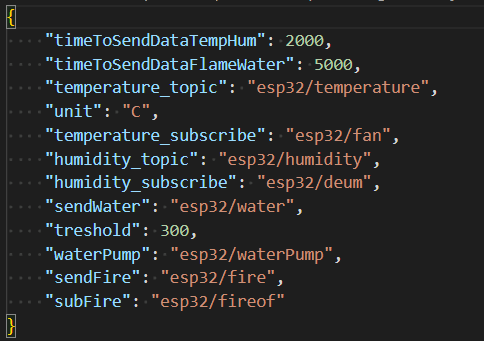 {
"timeToSendDataTempHum": 2000,
"timeToSendDataFlameWater": 5000,
"temperature_topic": "esp32/temperature",
"unit": "C",
"temperature_subscribe": "esp32/fan",
"humidity_topic": "esp32/humidity",
"humidity_subscribe": "esp32/deum",
"sendWater": "esp32/water",
"treshold": 300,
"waterPump": "esp32/waterPump",
"sendFire": "esp32/fire",
"subFire": "esp32/fireof"
}